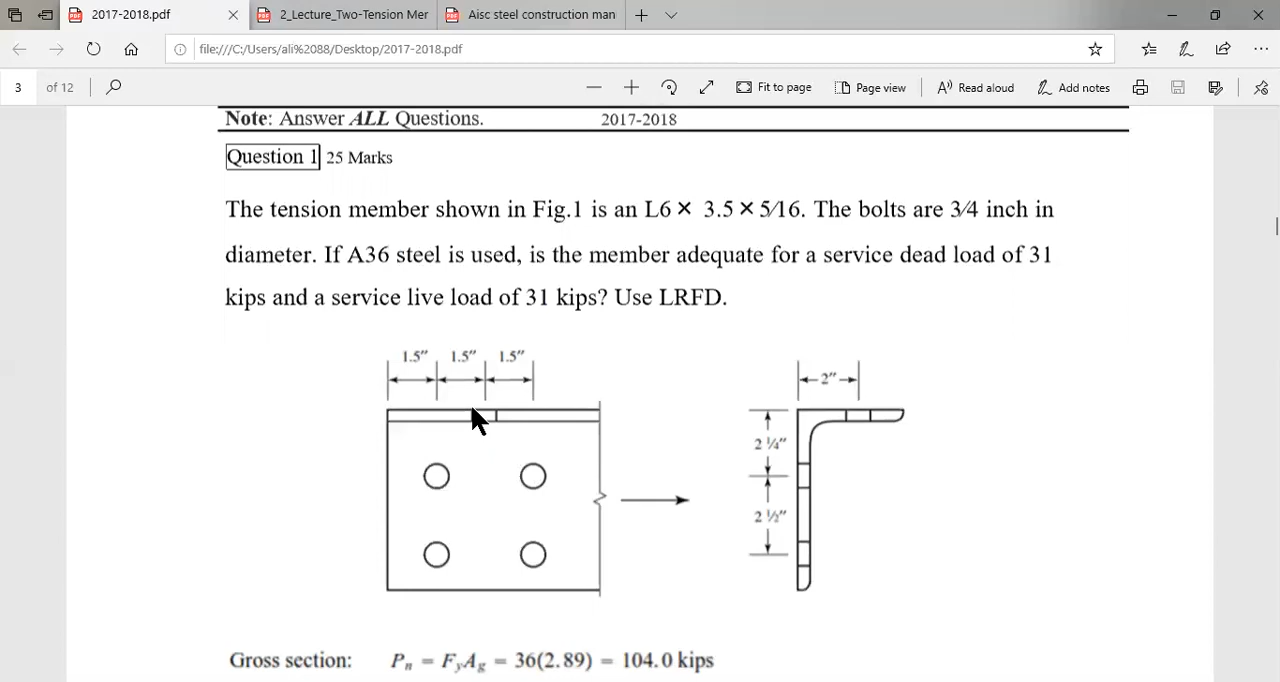 2017-2018.pdf
2_Lecture_Two-Tension Mer
Aisc steel construction man
file:///C:/Users/ali%2088/Desktop/2017-2018.pdf
3 of 12 Fit to page Page view Read aloud Add notes
Note: Answer ALL Questions. 2017-2018
Question 1 25 Marks
The tension member shown in Fig.1 is an L6 × 3.5 × 5/16. The bolts are 3/4 inch in
diameter. If A36 steel is used, is the member adequate for a service dead load of 31
kips and a service live load of 31 kips? Use LRFD.
1.5″ 1.5″ 1.5″
2″
2 ¼″
2 ½″
Gross section: Pₙ = FᵧA_g = 36(2.89) = 104.0 kips